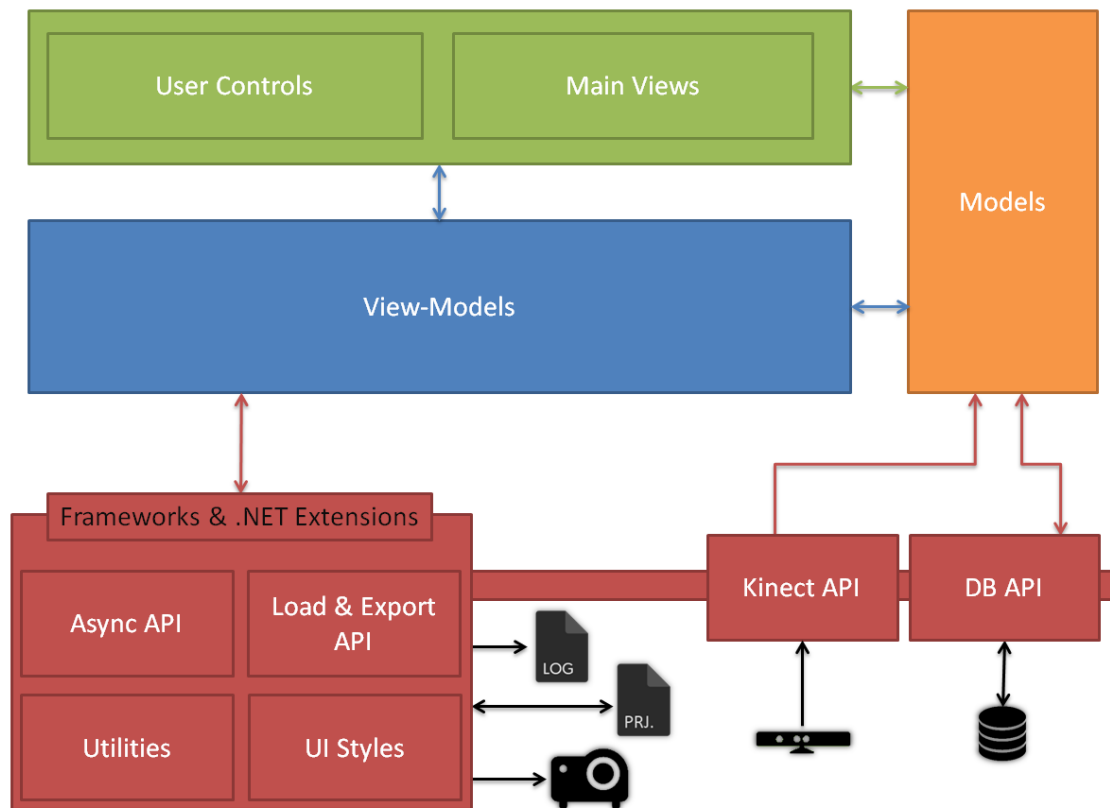 User Controls
Main Views
Models
View-Models
Frameworks & .NET Extensions
Async API
Load & Export
API
Kinect API
DB API
LOG
PRJ.
Utilities
UI Styles